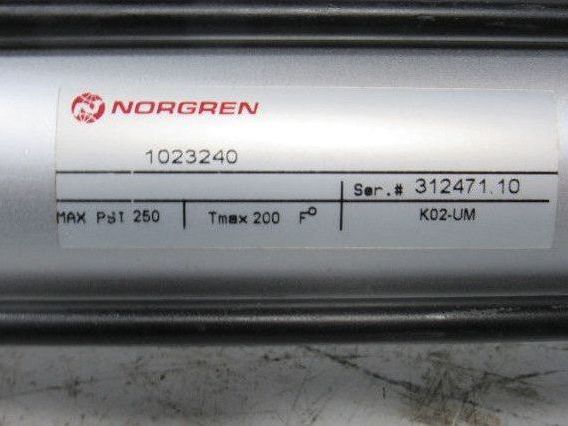 NORGREN
1023240
Ser.# 312471.10
MAX PSI 250 Tmax 200 F° K02-UM